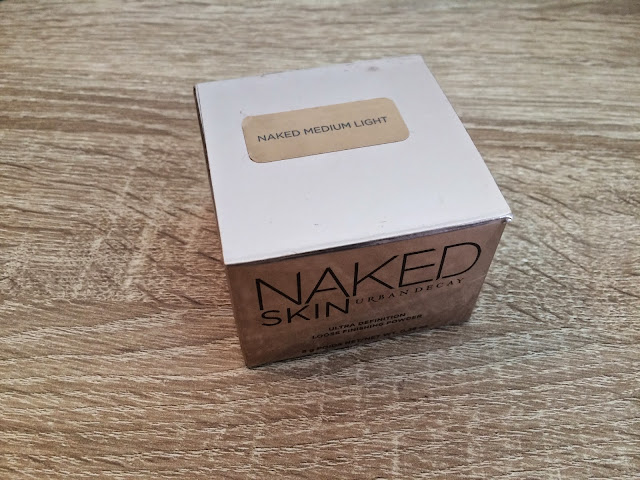 NAKED MEDIUM LIGHT
NAKED
SKIN URBAN DECAY
ULTRA DEFINITION
LOOSE FINISHING POWDER